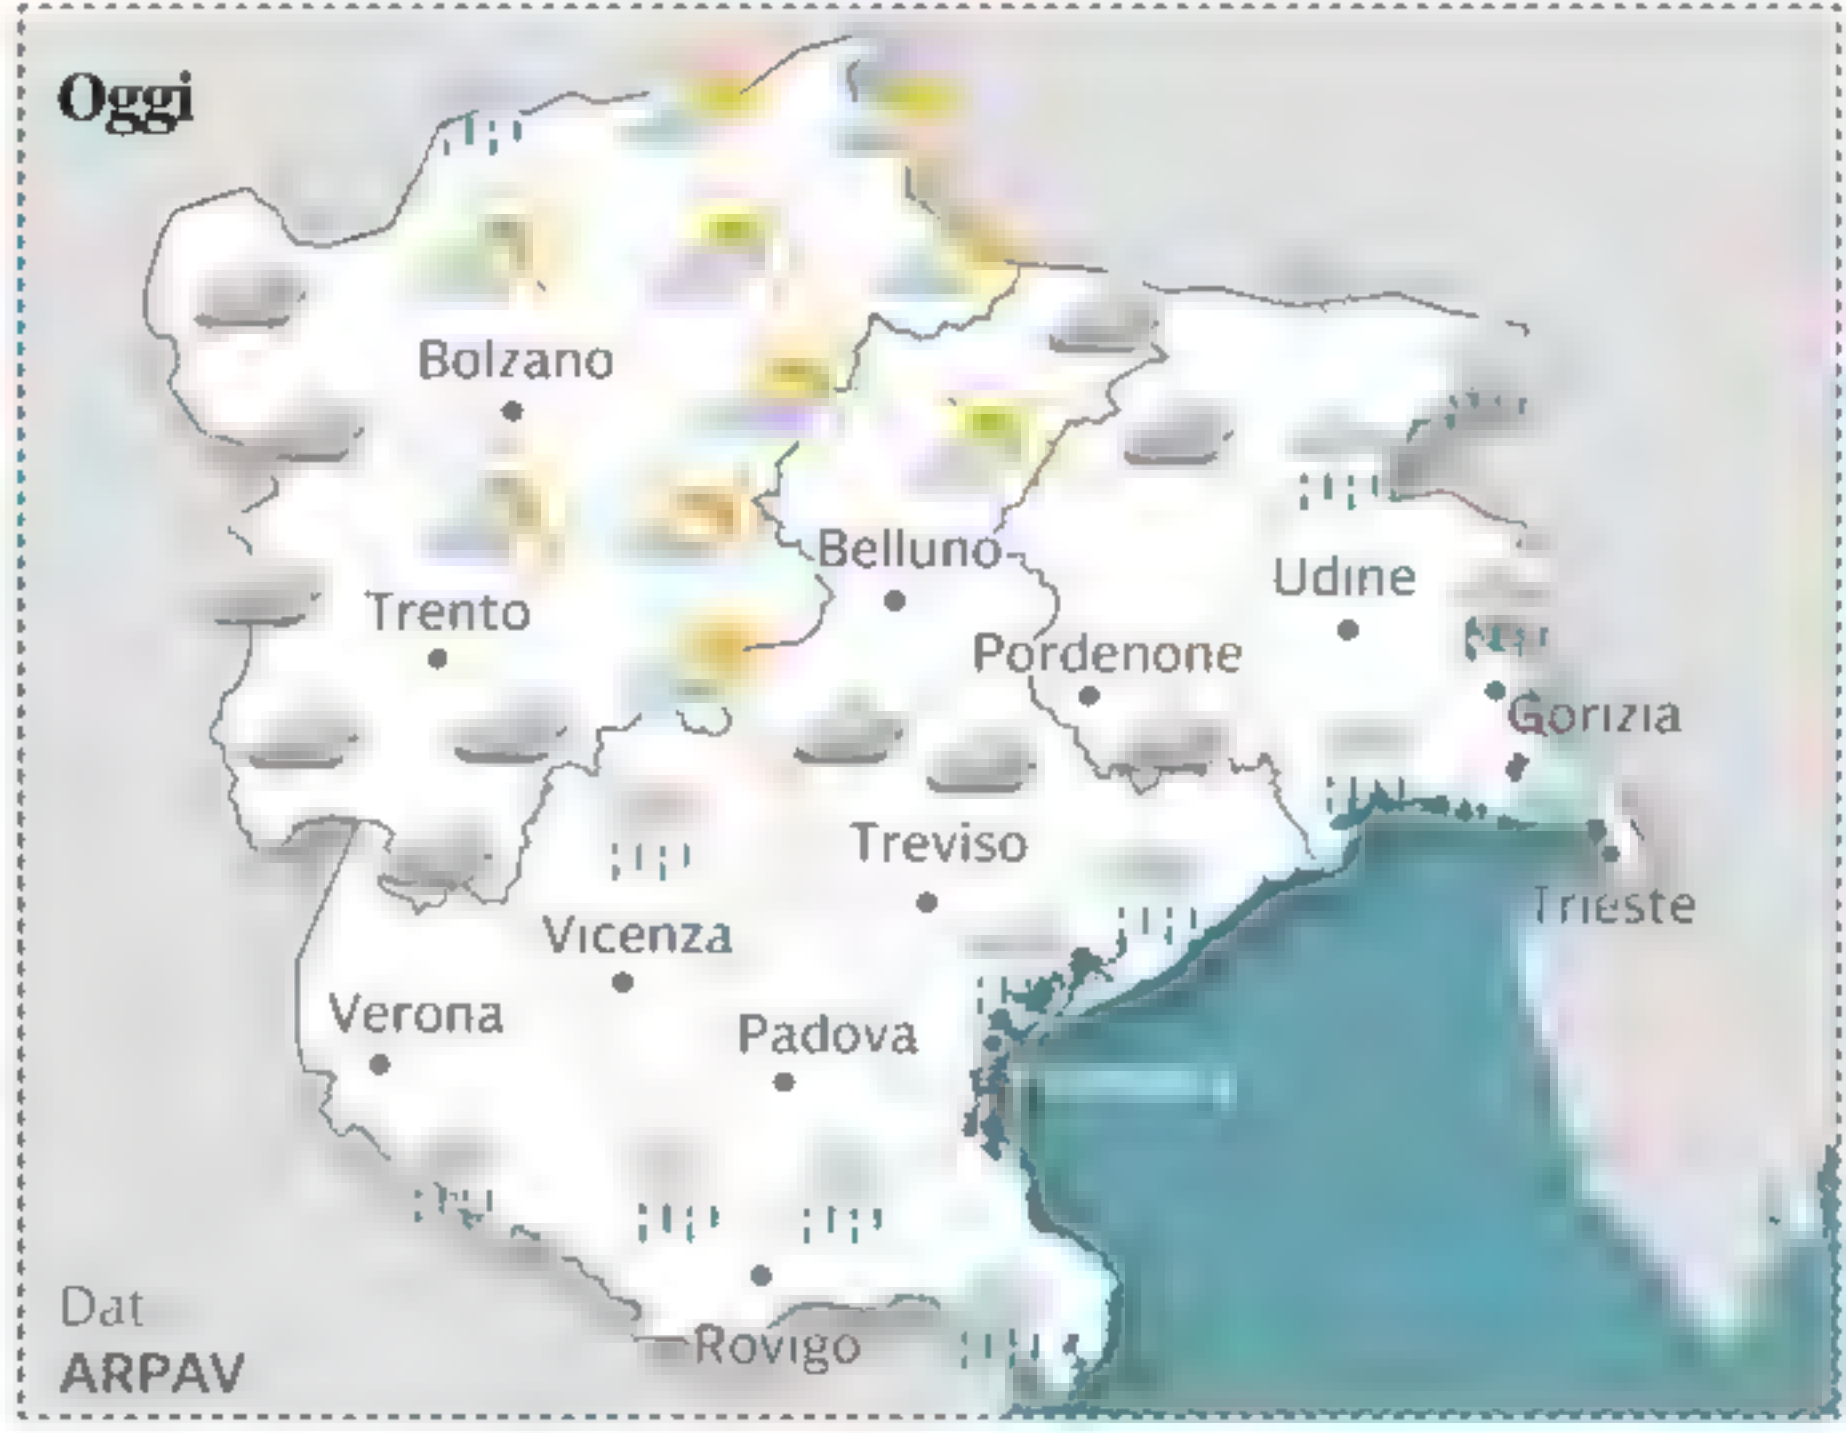 Oggi
Bolzano
Belluno
Udine
Trento
Pordenone
Gorizia
Treviso
Trieste
Vicenza
Verona
Padova
Rovigo
Dat
ARPAV